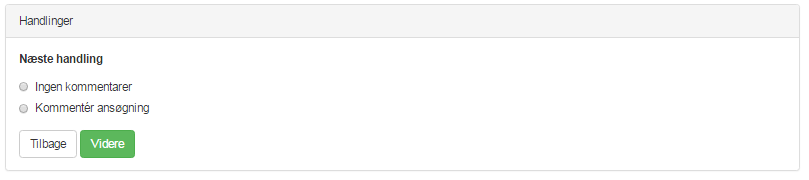 Handlinger
Næste handling
Ingen kommentarer
Kommentér ansøgning
Tilbage Videre